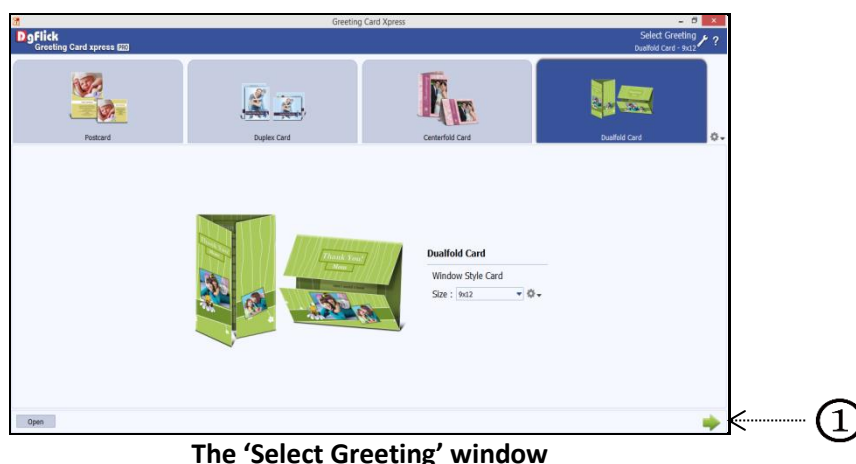 Greeting Card Xpress
DgFlick
Greeting Card xpress PRO
Select Greeting
Dualfold Card - 9x12
?
Postcard
Duplex Card
Centerfold Card
Dualfold Card
Thank You!
Dualfold Card
Window Style Card
Size : 9x12
Open
1
The ‘Select Greeting’ window